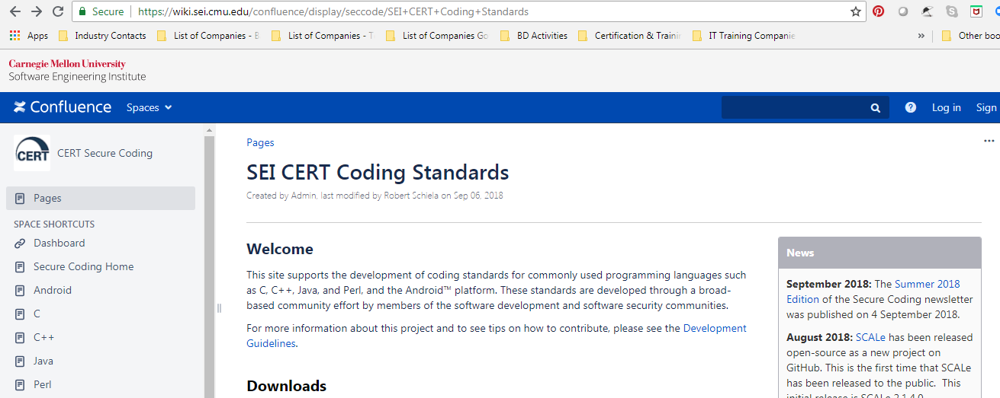 Secure https://wiki.sei.cmu.edu/confluence/display/seccode/SEI+CERT+Coding+Standards
Apps Industry Contacts List of Companies - B List of Companies - T List of Companies Go BD Activities Certification & Trainin IT Training Companie » Other boo
Carnegie Mellon University
Software Engineering Institute
Confluence Spaces Log in Sign
CERT CERT Secure Coding
Pages
SPACE SHORTCUTS
Dashboard
Secure Coding Home
Android
C
C++
Java
Perl
Pages
SEI CERT Coding Standards
Created by Admin, last modified by Robert Schiela on Sep 06, 2018
Welcome
This site supports the development of coding standards for commonly used programming languages such
as C, C++, Java, and Perl, and the Android™ platform. These standards are developed through a broad-
based community effort by members of the software development and software security communities.
For more information about this project and to see tips on how to contribute, please see the Development
Guidelines.
Downloads
News
September 2018: The Summer 2018
Edition of the Secure Coding newsletter
was published on 4 September 2018.
August 2018: SCALe has been released
open-source as a new project on
GitHub. This is the first time that SCALe
has been released to the public. This
initial release is SCALe 2.1.4.0